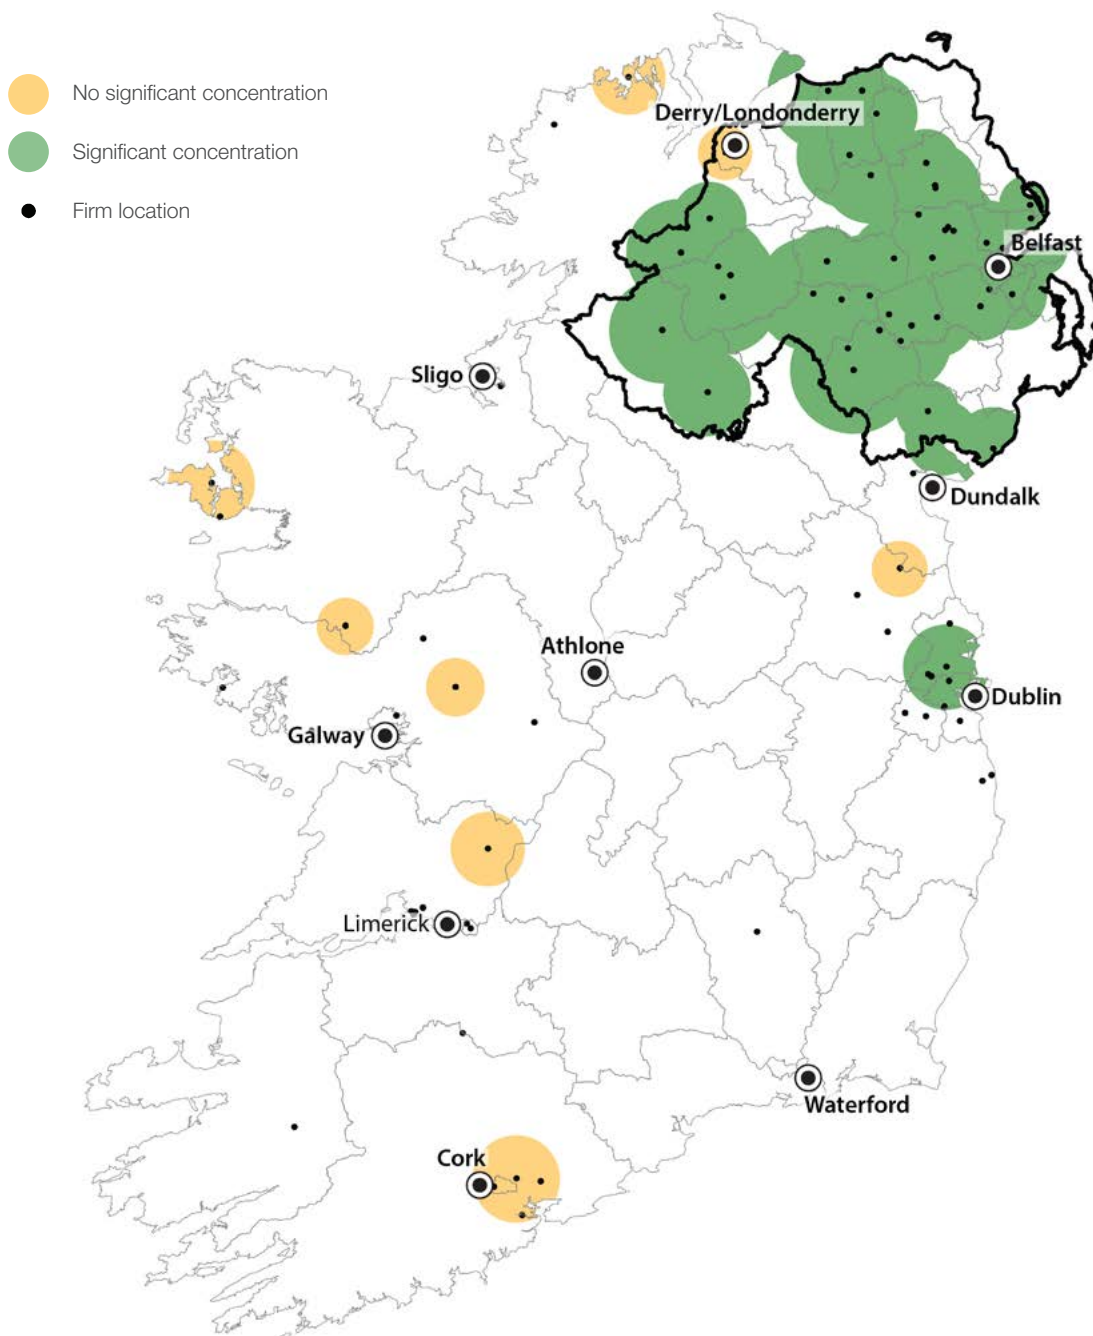 No significant concentration
Significant concentration
Firm location
Derry/Londonderry
Belfast
Sligo
Dundalk
Athlone
Dublin
Galway
Limerick
Waterford
Cork